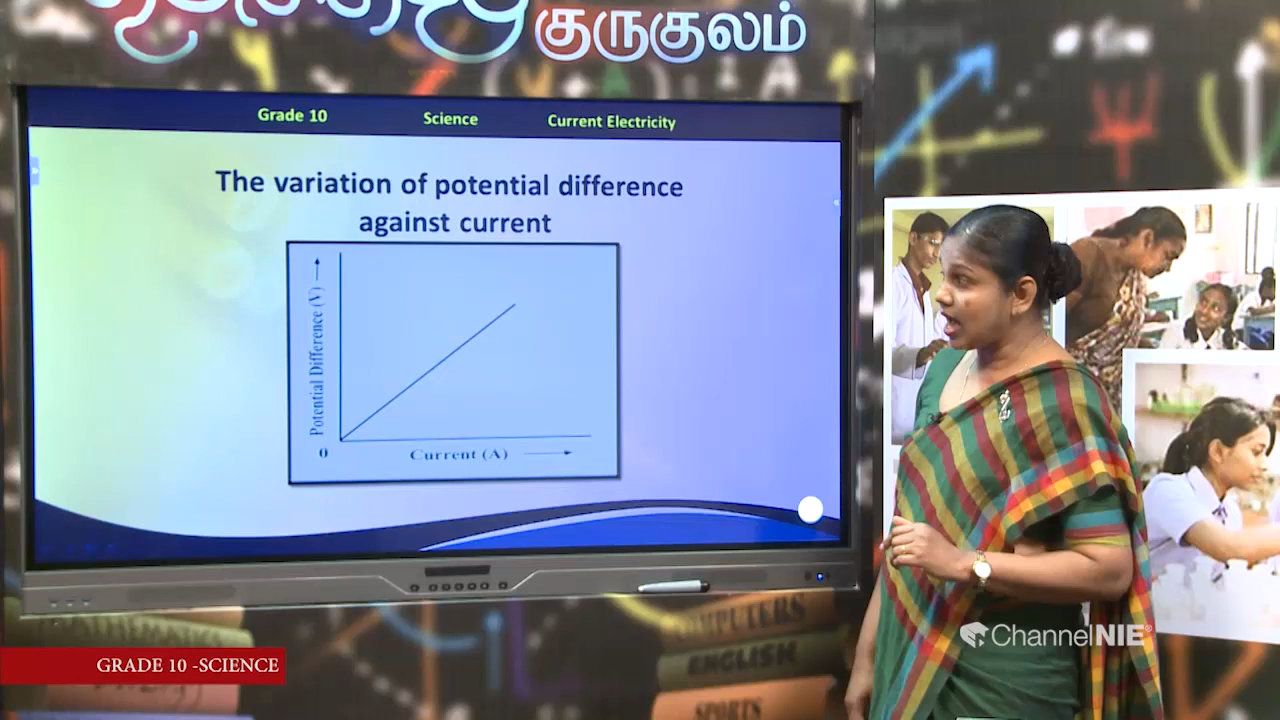 குருகுலம்
Grade 10 Science Current Electricity
The variation of potential difference
against current
Potential Difference (V)
0
Current (A)
MATHEMATICS
COMPUTERS
ENGLISH
SPORTS
ChannelNIE
GRADE 10 -SCIENCE